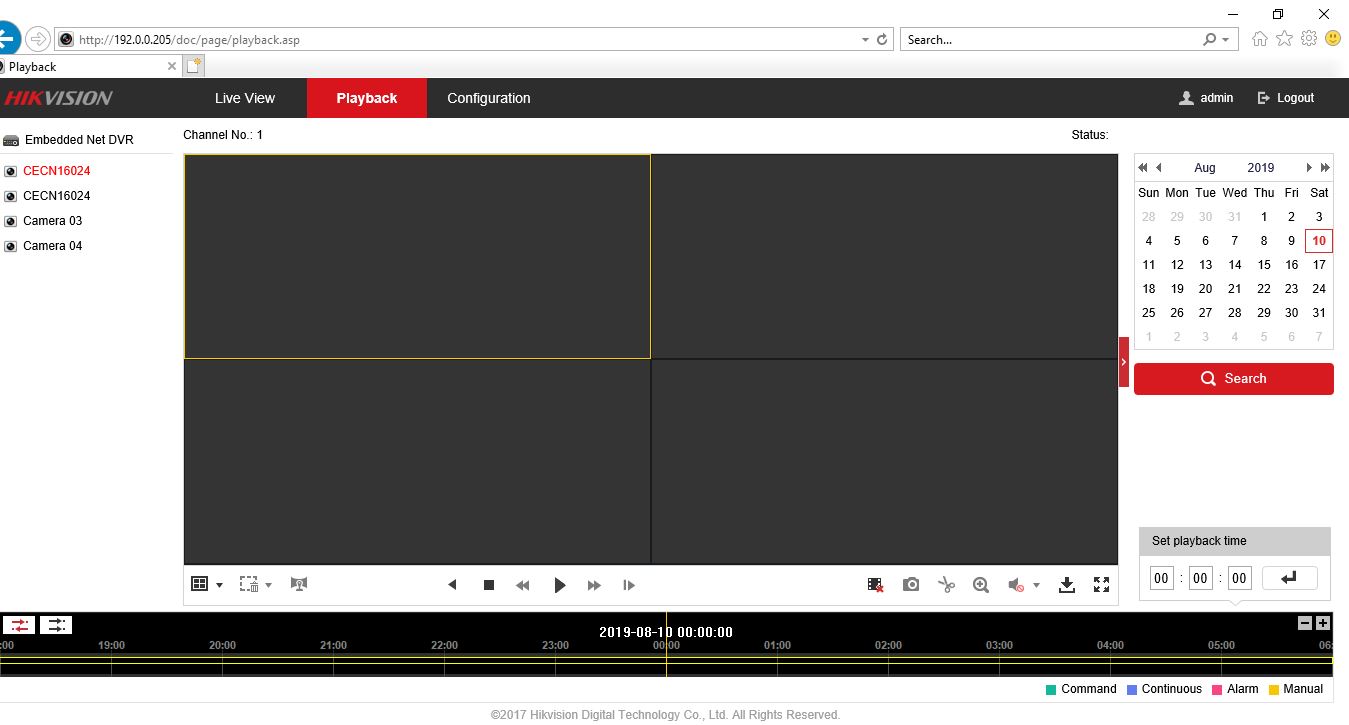 http://192.0.0.205/doc/page/playback.asp
Search...
Playback
HIKVISION
Live View
Playback
Configuration
admin
Logout
Embedded Net DVR
CECN16024
CECN16024
Camera 03
Camera 04
Channel No.: 1
Status:
Aug 2019
Sun Mon Tue Wed Thu Fri Sat
28 29 30 31 1 2 3
4 5 6 7 8 9 10
11 12 13 14 15 16 17
18 19 20 21 22 23 24
25 26 27 28 29 30 31
1 2 3 4 5 6 7
Search
Set playback time
00 : 00 : 00
2019-08-10 00:00:00
:00 19:00 20:00 21:00 22:00 23:00 00:00 01:00 02:00 03:00 04:00 05:00 06:
Command Continuous Alarm Manual
©2017 Hikvision Digital Technology Co., Ltd. All Rights Reserved.